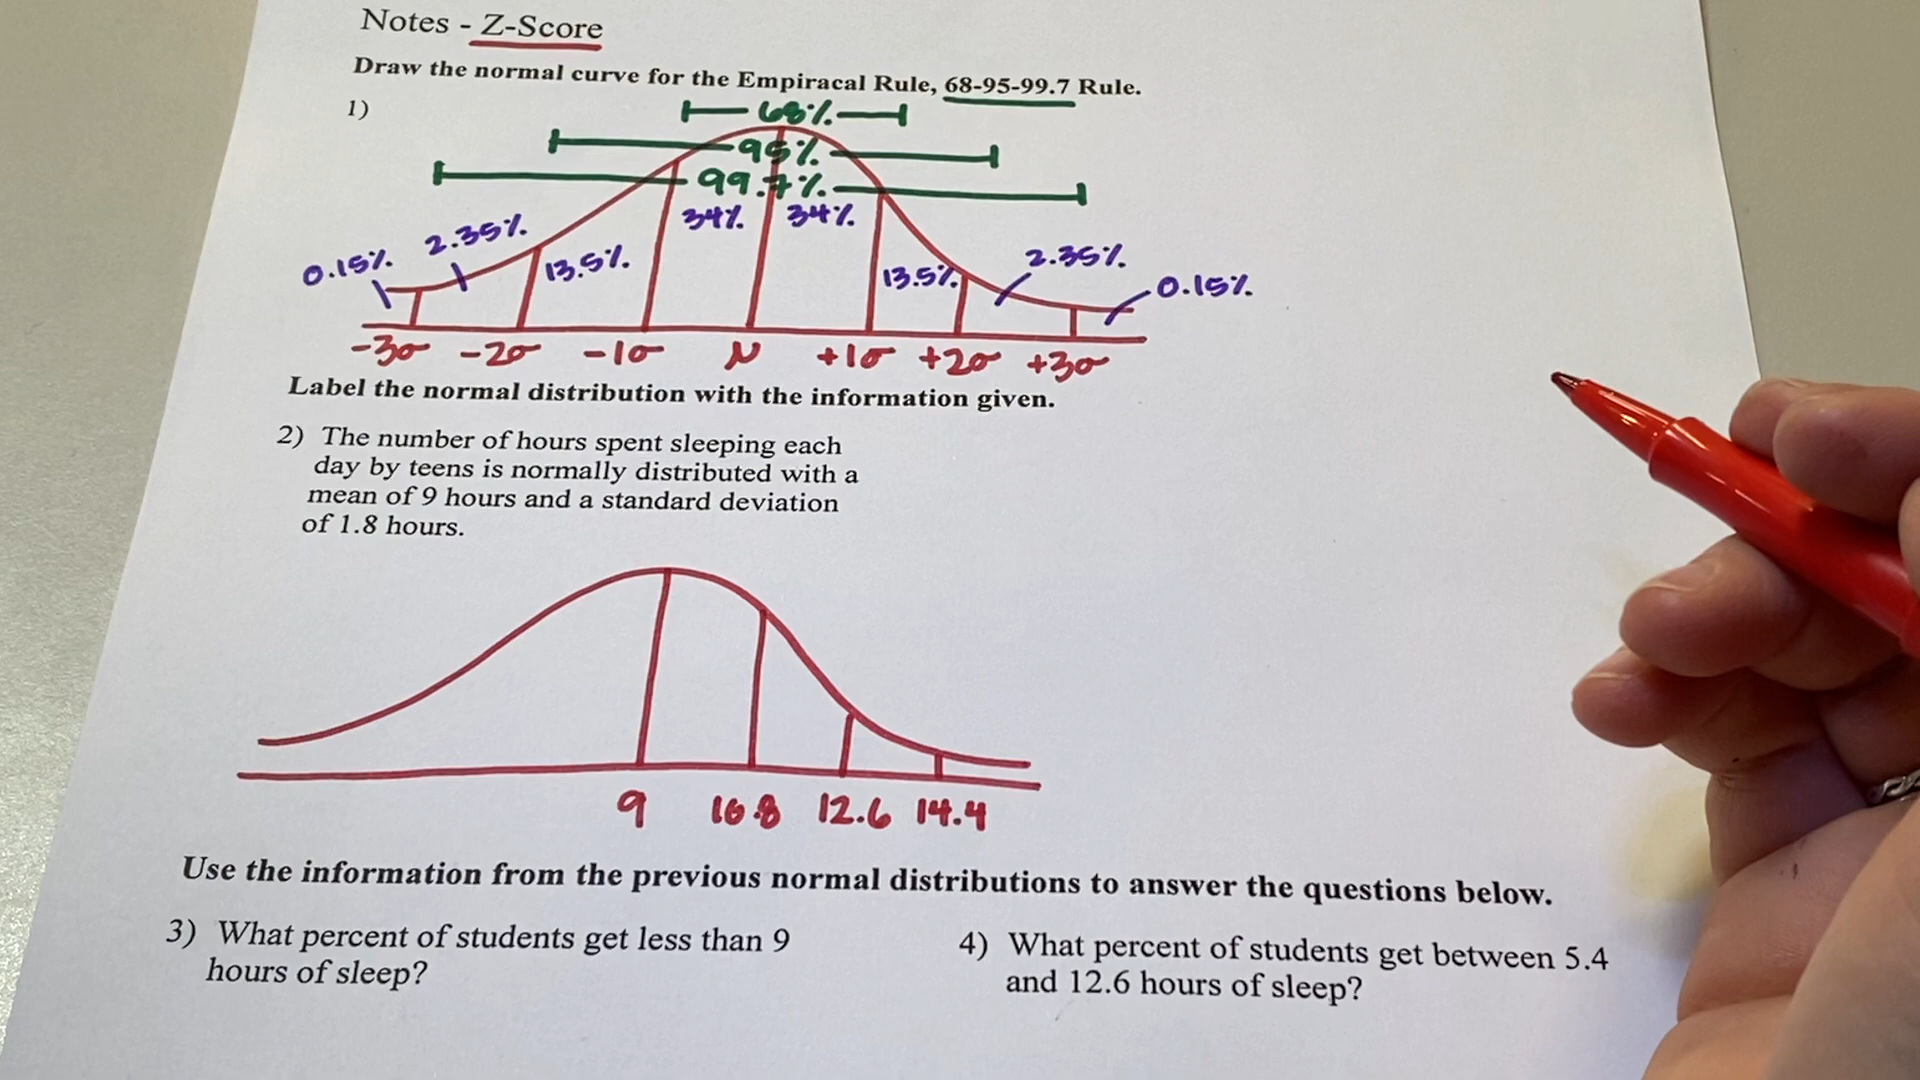 Notes - Z-Score
Draw the normal curve for the Empiracal Rule, 68-95-99.7 Rule.
1)
68%
95%
99.7%
34% 34%
2.35% 13.5% 13.5% 2.35%
0.15% 0.15%
-3σ -2σ -1σ μ +1σ +2σ +3σ
Label the normal distribution with the information given.
2) The number of hours spent sleeping each
day by teens is normally distributed with a
mean of 9 hours and a standard deviation
of 1.8 hours.
9 10.8 12.6 14.4
Use the information from the previous normal distributions to answer the questions below.
3) What percent of students get less than 9
hours of sleep?
4) What percent of students get between 5.4
and 12.6 hours of sleep?